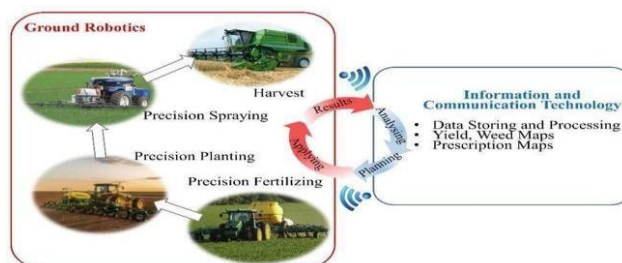 Ground Robotics
Harvest
Precision Spraying
Precision Planting
Precision Fertilizing
Results
Analysing
Planning
Applying
Information and
Communication Technology
• Data Storing and Processing
• Yield, Weed Maps
• Prescription Maps